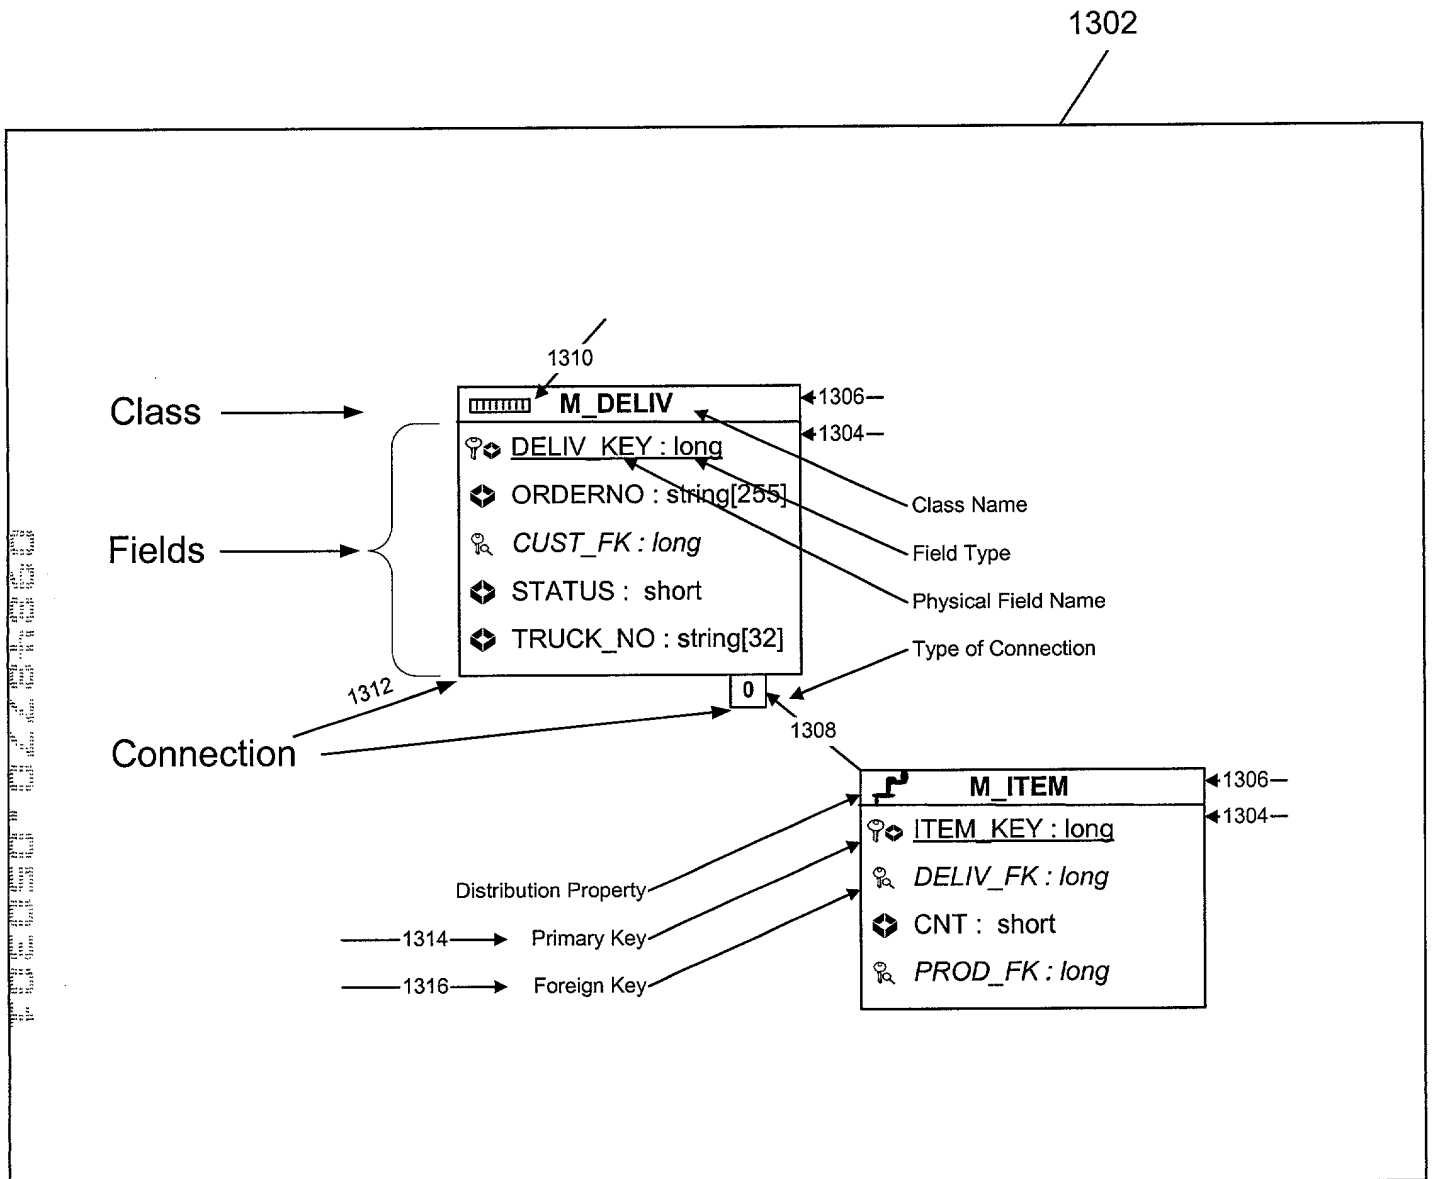 1302
1310
Class
M_DELIV
1306
1304
DELIV_KEY : long
ORDERNO : string[255]
Class Name
Fields
CUST_FK : long
Field Type
STATUS : short
Physical Field Name
TRUCK_NO : string[32]
Type of Connection
1312
0
1308
Connection
M_ITEM
1306
1304
ITEM_KEY : long
Distribution Property
DELIV_FK : long
1314
Primary Key
CNT : short
1316
Foreign Key
PROD_FK : long